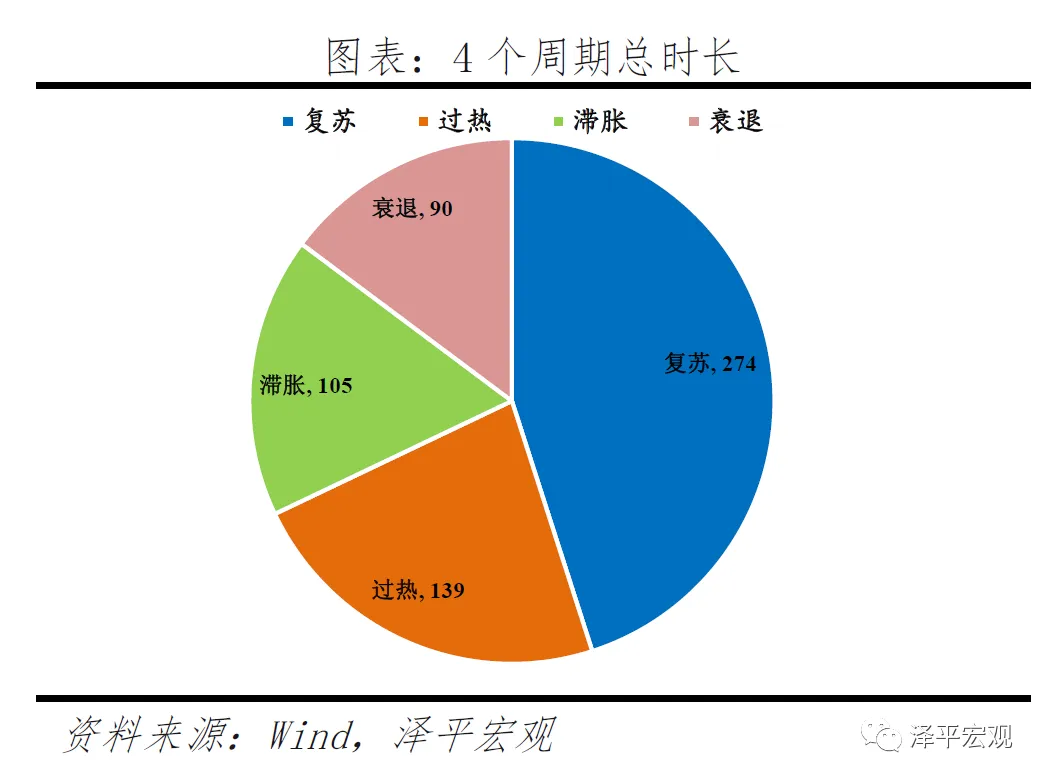 图表：4 个周期总时长
复苏 过热 滞胀 衰退
衰退, 90
复苏, 274
滞胀, 105
过热, 139
资料来源：Wind，泽平宏观
泽平宏观